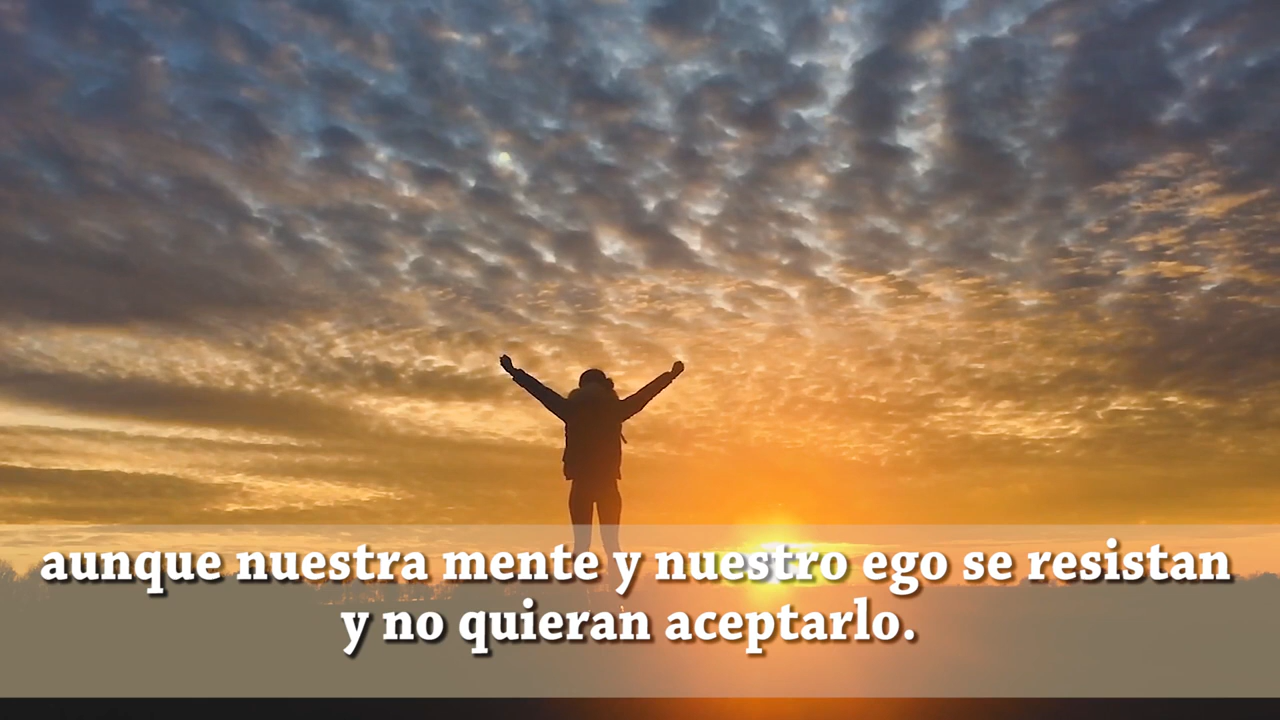 aunque nuestra mente y nuestro ego se resistan
y no quieran aceptarlo.